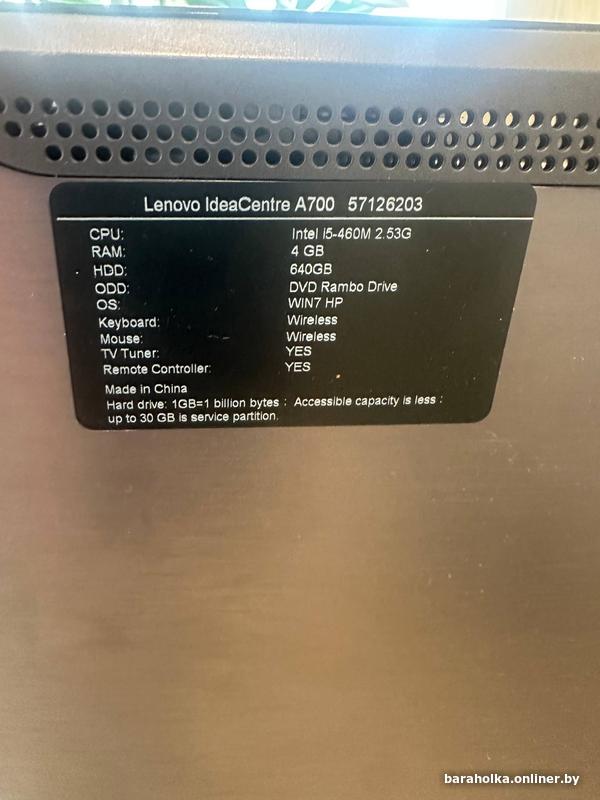 Lenovo IdeaCentre A700 57126203
CPU: Intel i5-460M 2.53G
RAM: 4 GB
HDD: 640GB
ODD: DVD Rambo Drive
OS: WIN7 HP
Keyboard: Wireless
Mouse: Wireless
TV Tuner: YES
Remote Controller: YES
Made in China
Hard drive: 1GB=1 billion bytes ; Accessible capacity is less ;
up to 30 GB is service partition.
baraholka.onliner.by